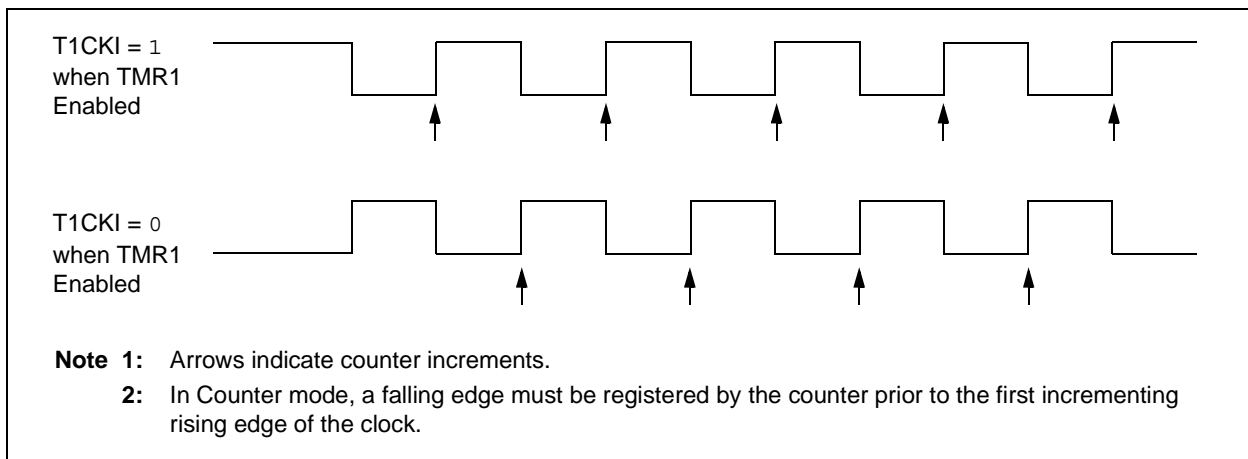 T1CKI = 1
when TMR1
Enabled
T1CKI = 0
when TMR1
Enabled
Note 1: Arrows indicate counter increments.
2: In Counter mode, a falling edge must be registered by the counter prior to the first incrementing
rising edge of the clock.